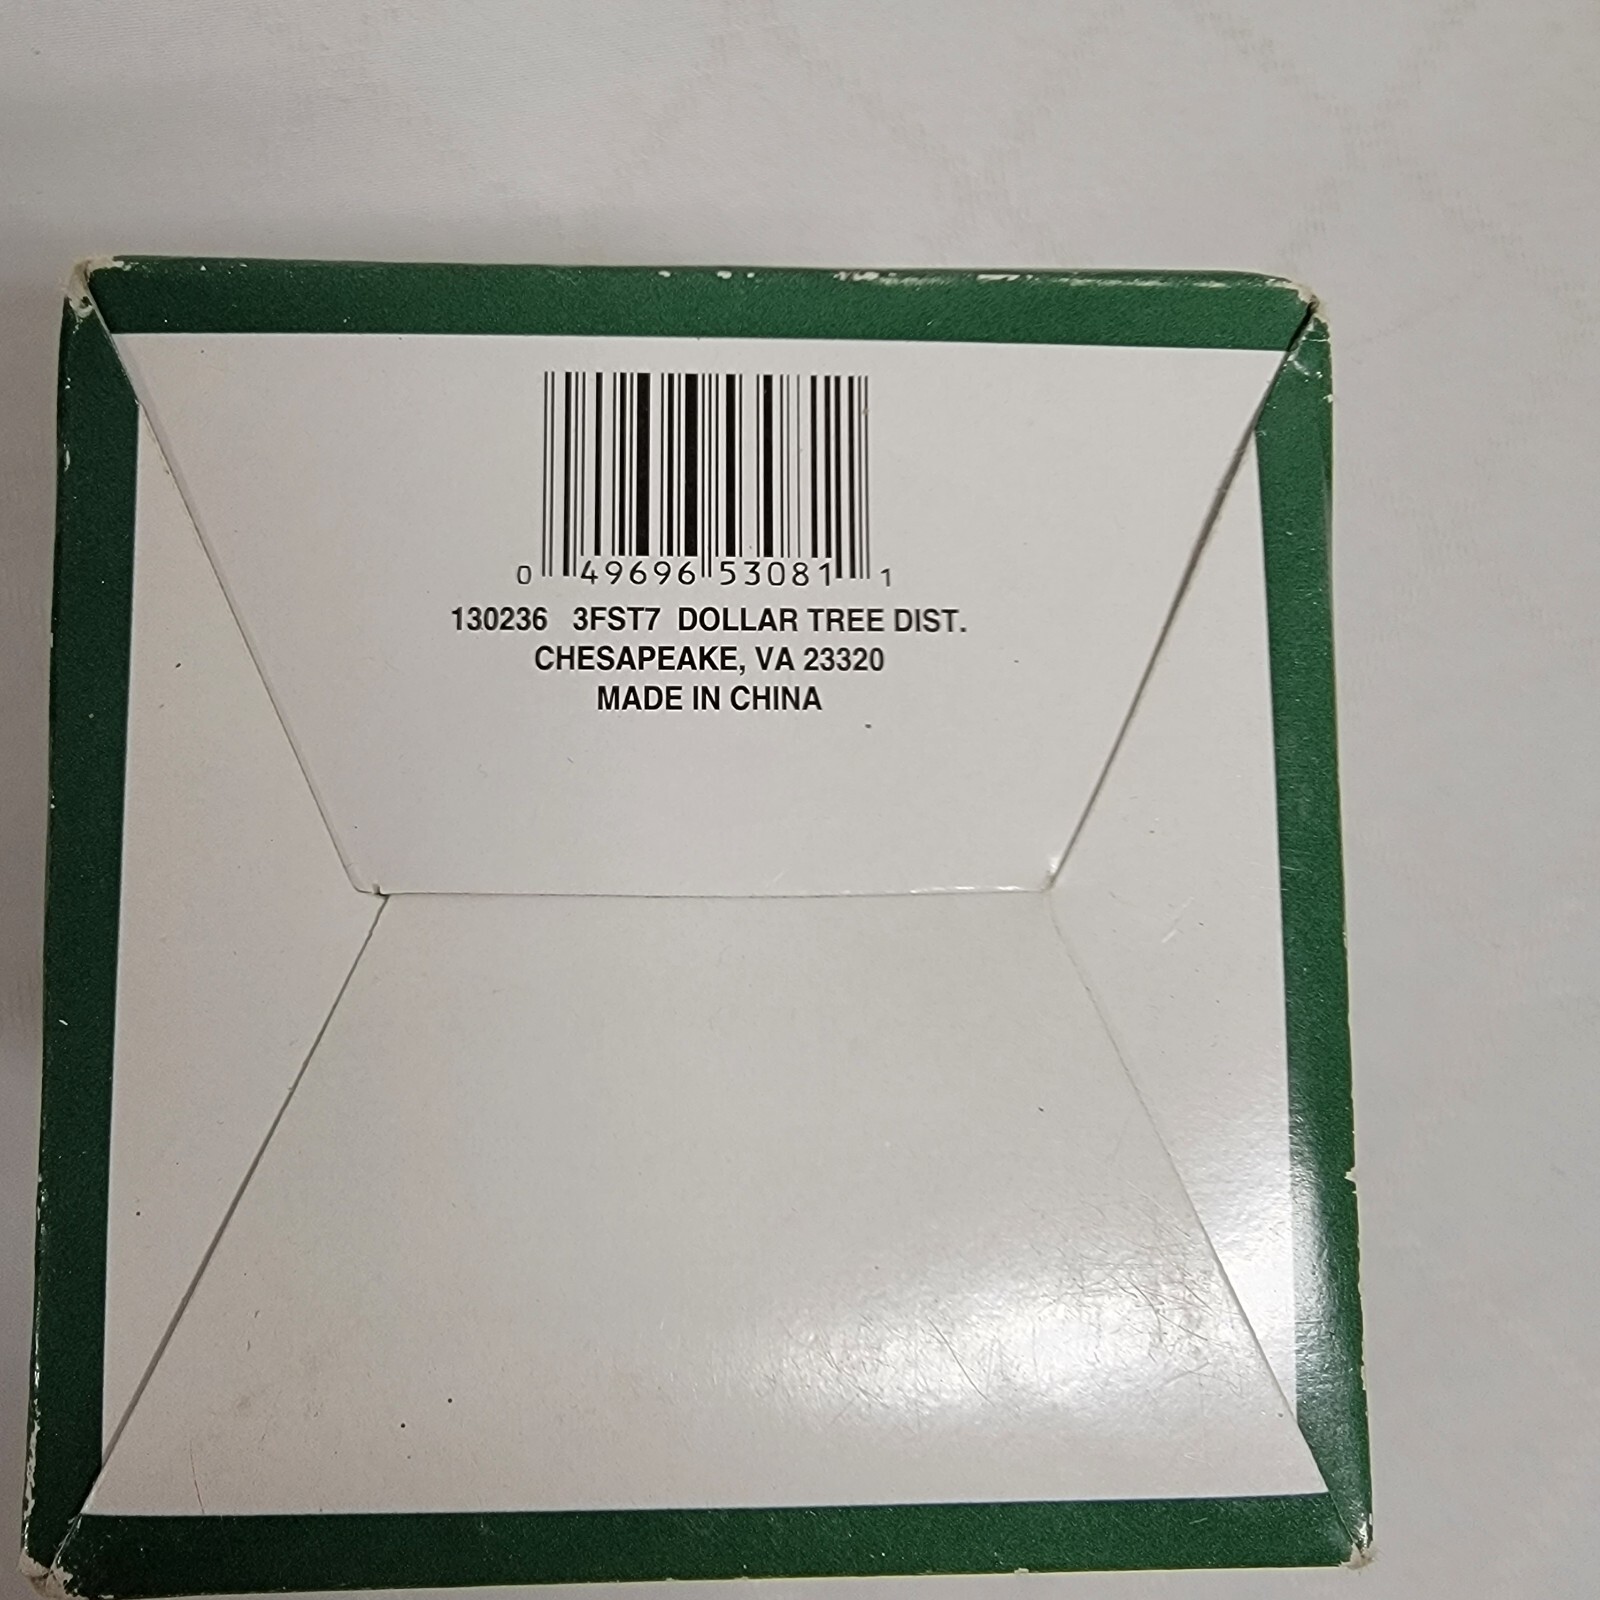 0 49696 53081 1
130236 3FST7 DOLLAR TREE DIST.
CHESAPEAKE, VA 23320
MADE IN CHINA